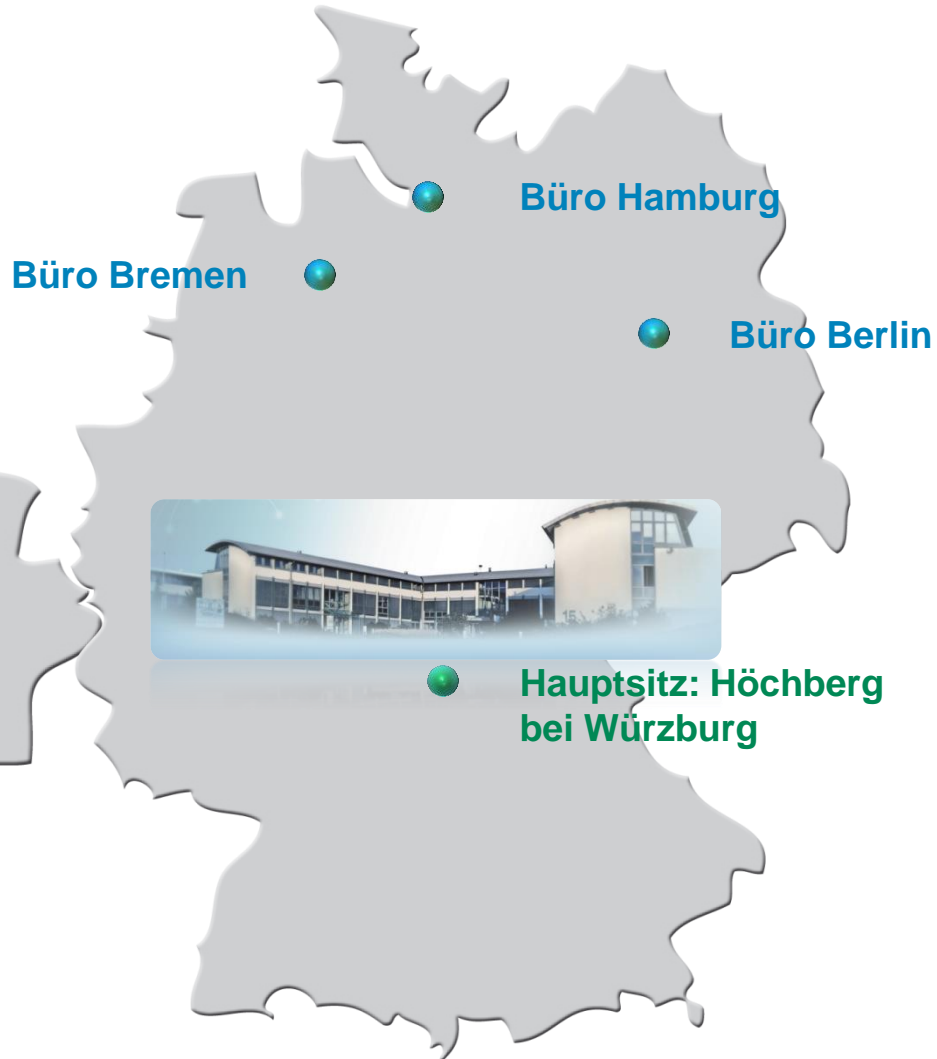 Büro Hamburg
Büro Bremen
Büro Berlin
Hauptsitz: Höchberg
bei Würzburg